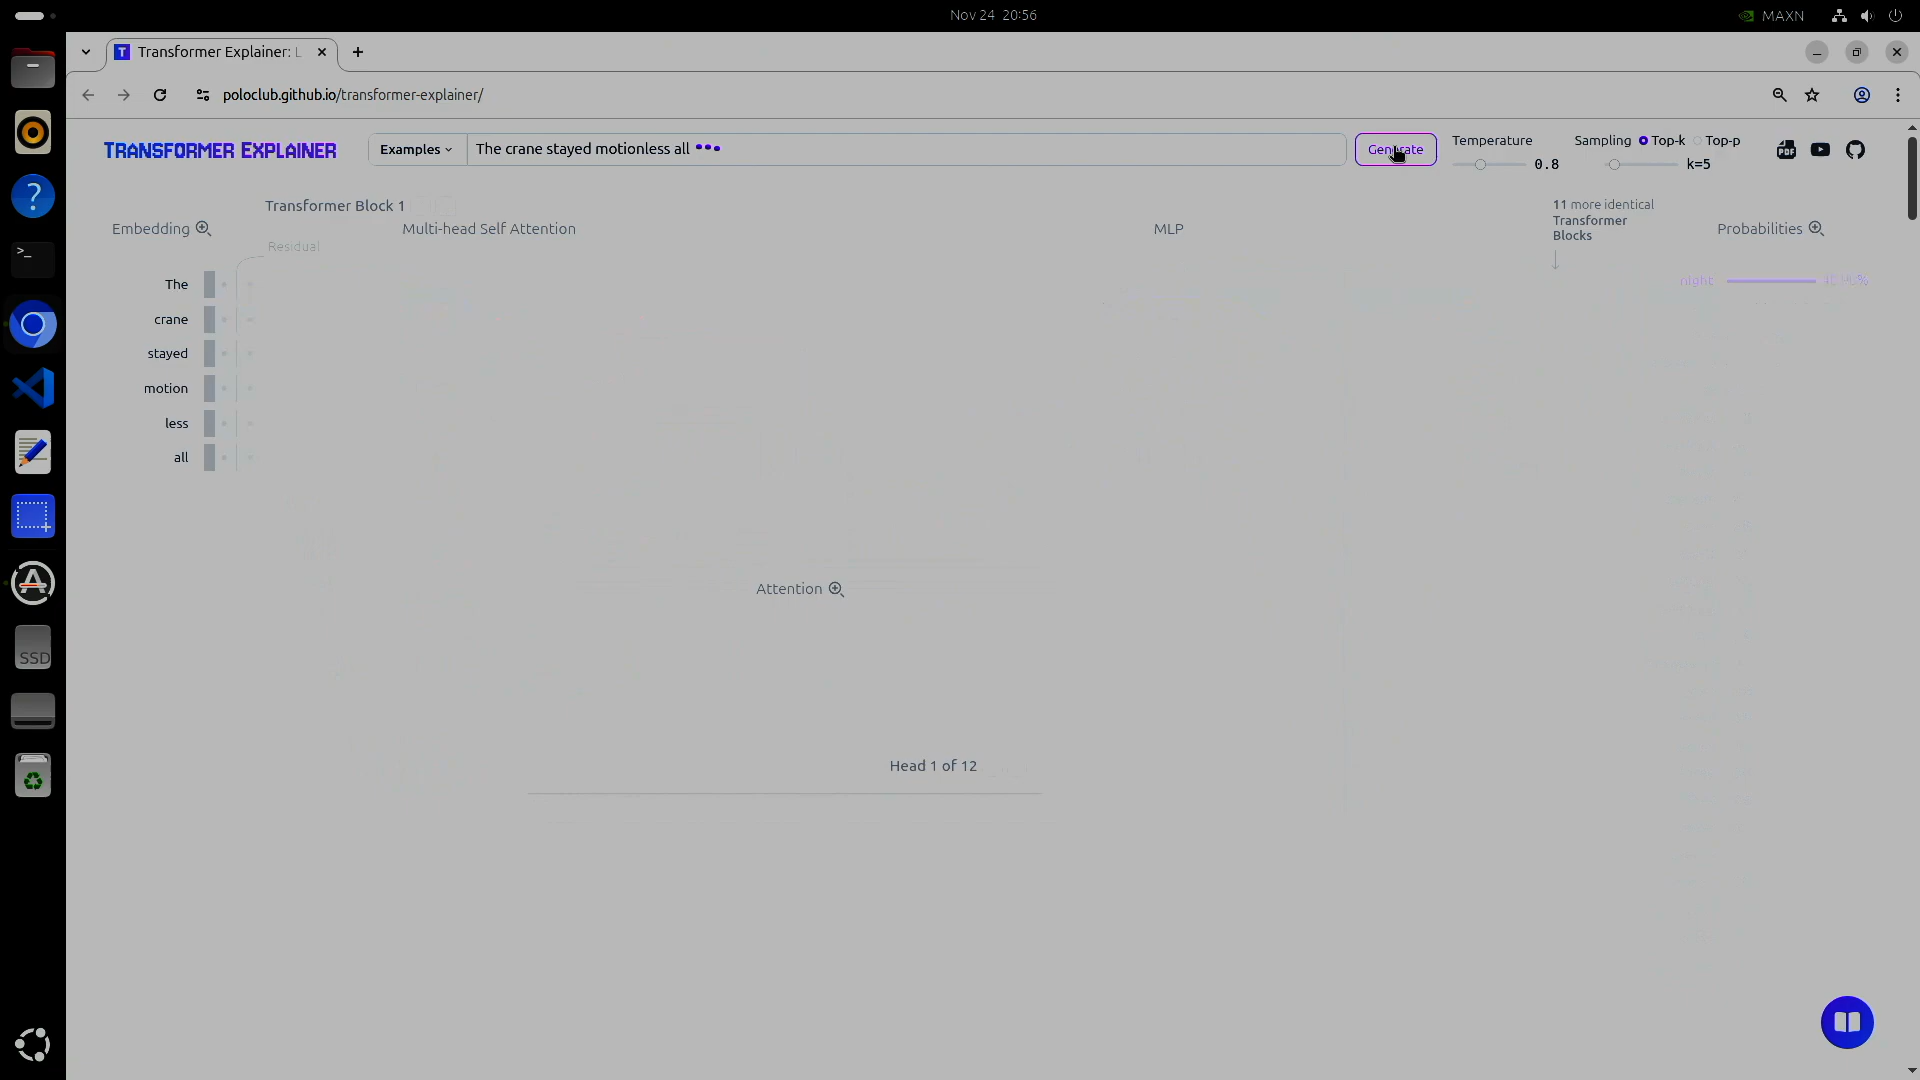 Nov 24 20:56
MAXN
Transformer Explainer: L
poloclub.github.io/transformer-explainer/
TRANSFORMER EXPLAINER
Examples
The crane stayed motionless all
Generate
Temperature
0.8
Sampling
Top-k
Top-p
k=5
PDF
Transformer Block 1
Embedding
Multi-head Self Attention
MLP
11 more identical
Transformer
Blocks
Probabilities
Residual
night
The
crane
stayed
motion
less
all
Attention
Head 1 of 12
SSD